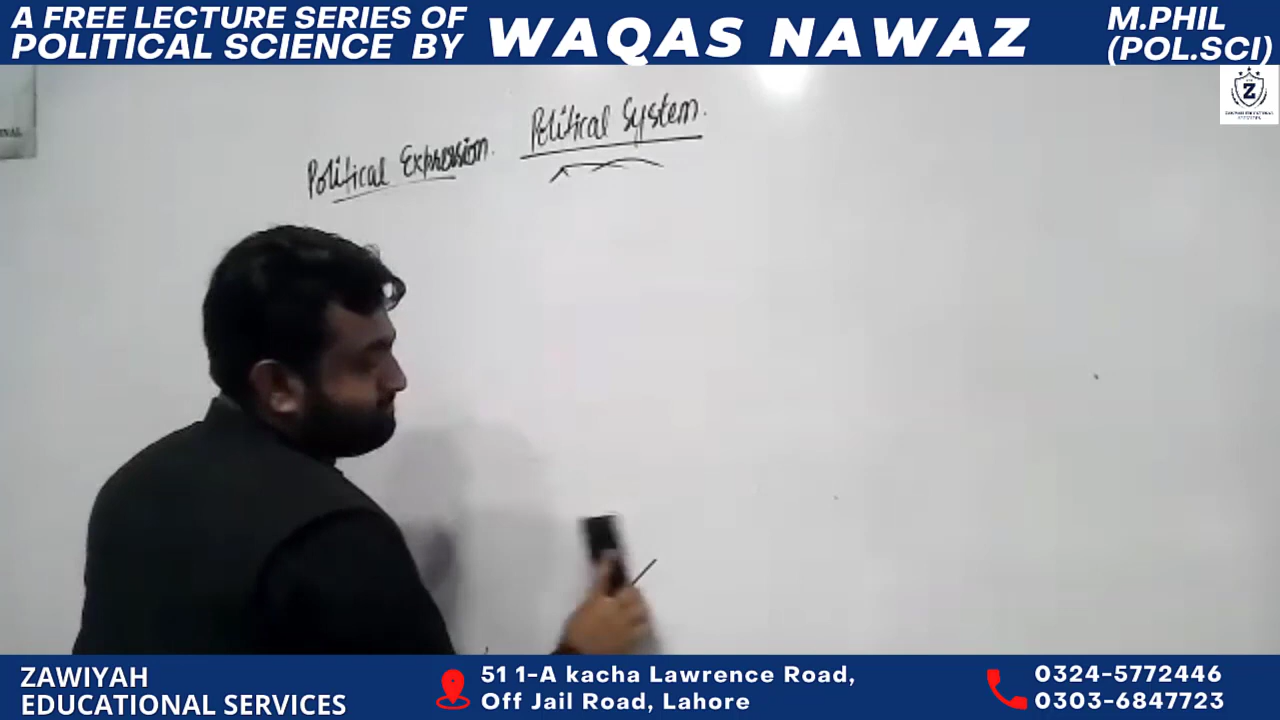 A FREE LECTURE SERIES OF
POLITICAL SCIENCE BY
WAQAS NAWAZ
M.PHIL
(POL.SCI)
Z
Political Expression.
Political System.
ZAWIYAH
EDUCATIONAL SERVICES
51 1-A kacha Lawrence Road,
Off Jail Road, Lahore
0324-5772446
0303-6847723